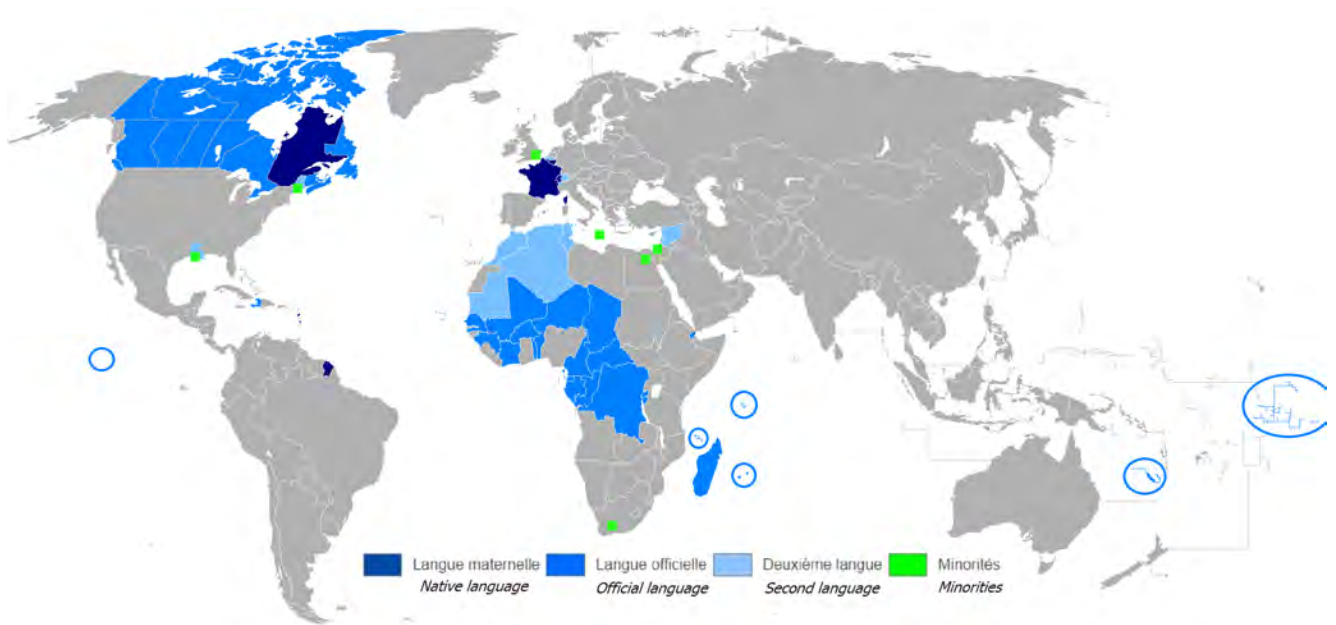 Langue maternelle Langue officielle Deuxième langue Minorités
Native language Official language Second language Minorities